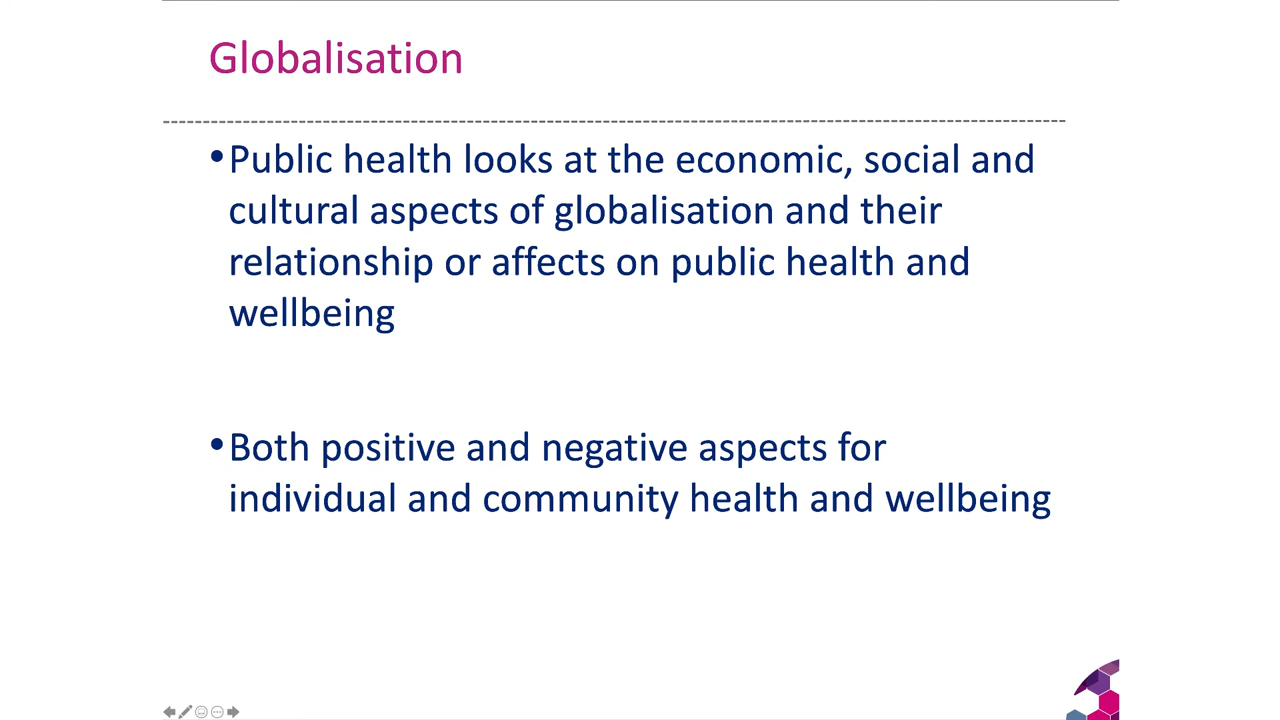 Globalisation
•Public health looks at the economic, social and
cultural aspects of globalisation and their
relationship or affects on public health and
wellbeing
•Both positive and negative aspects for
individual and community health and wellbeing